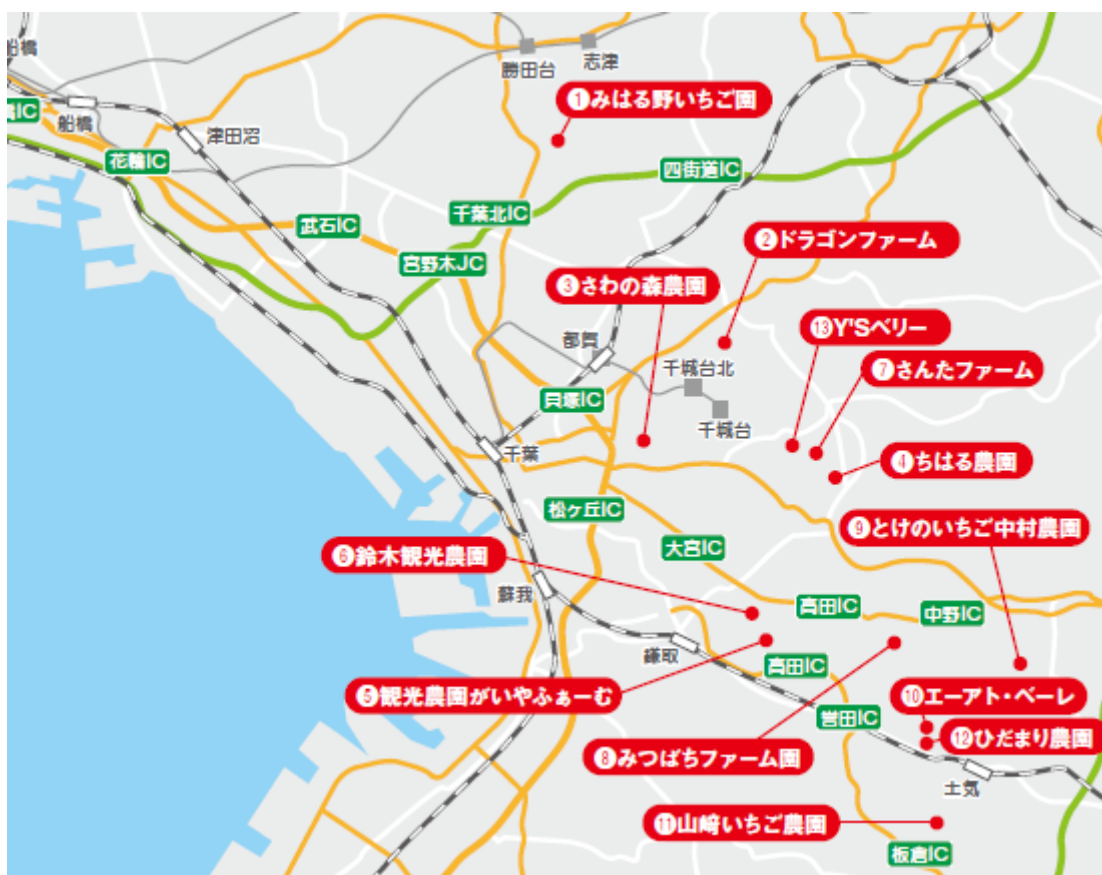 船橋
勝田台
志津
❶みはる野いちご園
IC
船橋
津田沼
花輪IC
四街道IC
武石IC
千葉北IC
宮野木JC
❷ドラゴンファーム
❸さわの森農園
⓭Y'Sベリー
都賀
千城台北
❼さんたファーム
貝塚IC
千城台
千葉
❹ちはる農園
松ヶ丘IC
❾とけのいちご中村農園
大宮IC
❻鈴木観光農園
蘇我
高田IC
中野IC
鎌取
高田IC
❺観光農園がいやふぁーむ
❿エーアト・ベーレ
誉田IC
⓬ひだまり農園
❽みつばちファーム園
土気
⓫山﨑いちご農園
板倉IC